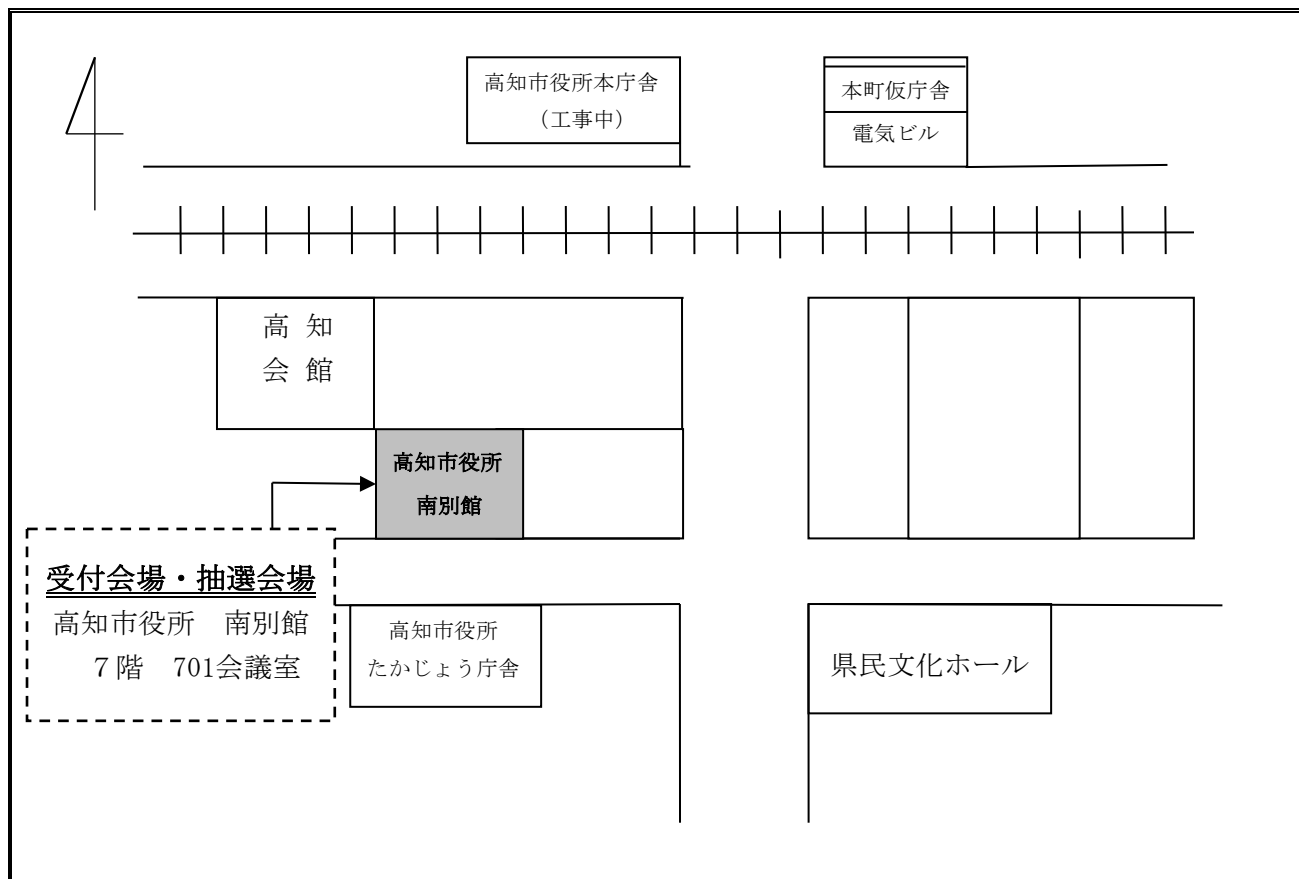 高知市役所本庁舎
（工事中）
本町仮庁舎
電気ビル
高 知
会 館
高知市役所
南別館
受付会場・抽選会場
高知市役所　南別館
７階　701会議室
高知市役所
たかじょう庁舎
県民文化ホール